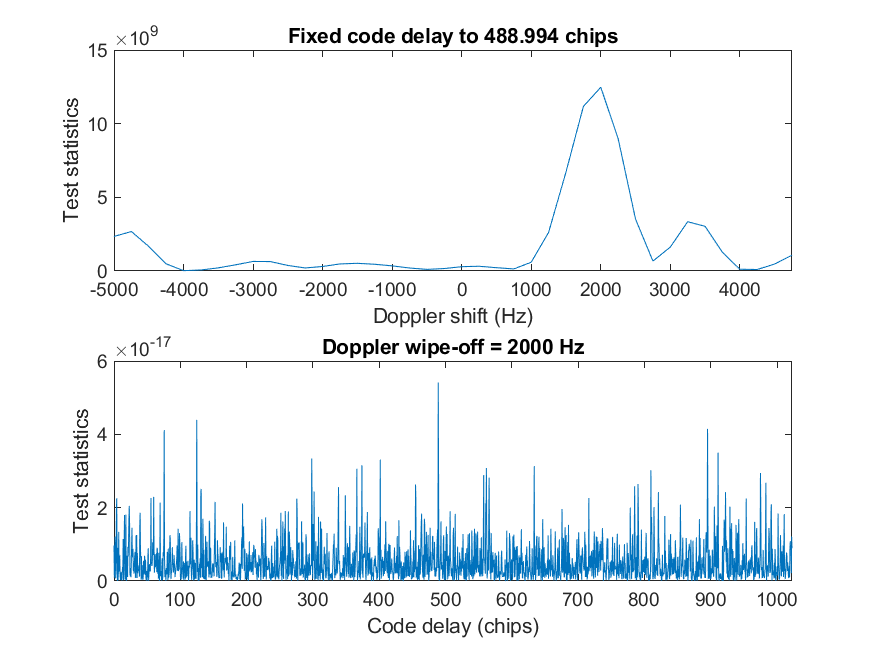 ×10^9
Fixed code delay to 488.994 chips
15
10
5
0
Test statistics
-5000 -4000 -3000 -2000 -1000 0 1000 2000 3000 4000
Doppler shift (Hz)
×10^-17
Doppler wipe-off = 2000 Hz
6
4
2
0
Test statistics
0 100 200 300 400 500 600 700 800 900 1000
Code delay (chips)